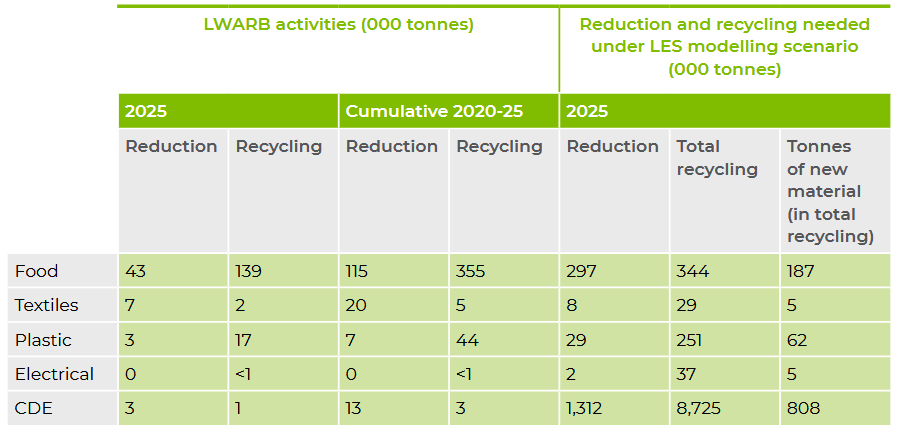 LWARB activities (000 tonnes)
Reduction and recycling needed
under LES modelling scenario
(000 tonnes)
2025 Cumulative 2020-25 2025
Reduction Recycling Reduction Recycling Reduction Total
recycling
Tonnes
of new
material
(in total
recycling)
Food 43 139 115 355 297 344 187
Textiles 7 2 20 5 8 29 5
Plastic 3 17 7 44 29 251 62
Electrical 0 <1 0 <1 2 37 5
CDE 3 1 13 3 1,312 8,725 808